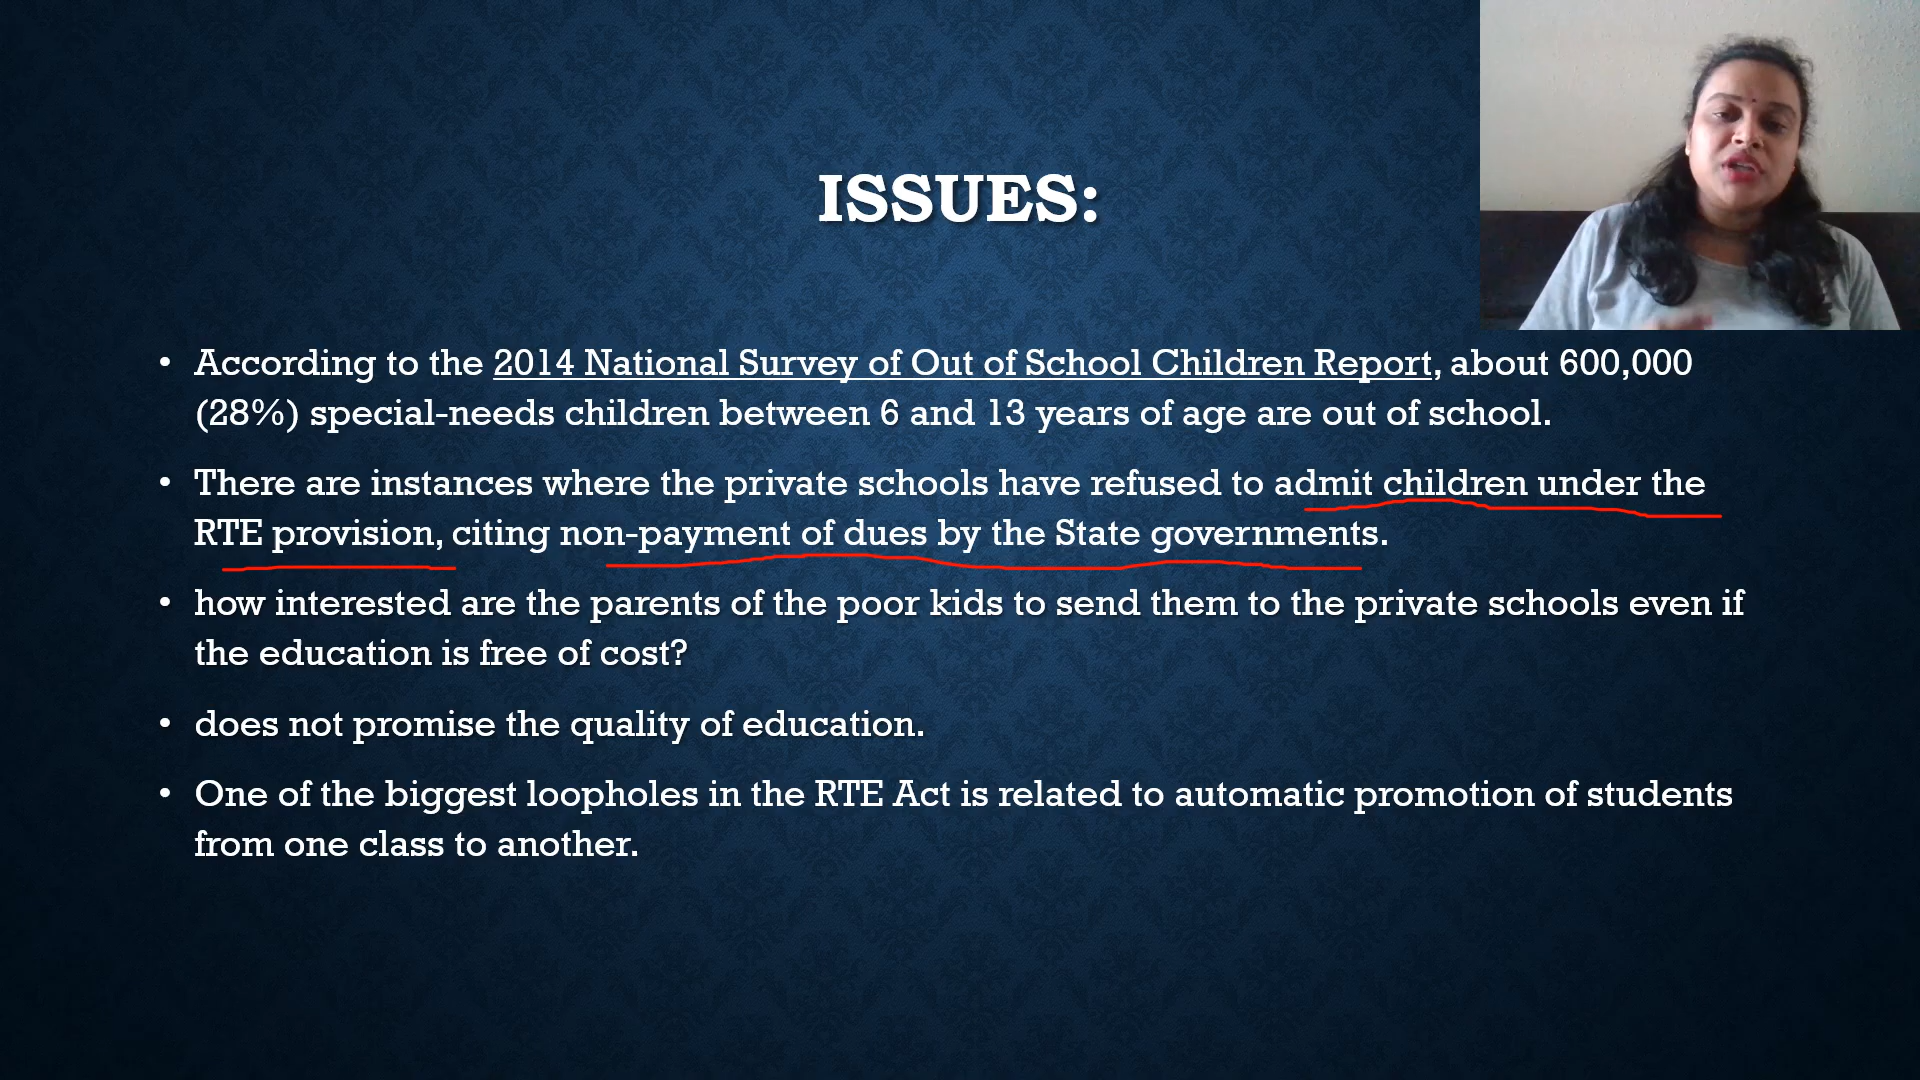 ISSUES:
• According to the 2014 National Survey of Out of School Children Report, about 600,000
(28%) special-needs children between 6 and 13 years of age are out of school.
• There are instances where the private schools have refused to admit children under the
RTE provision, citing non-payment of dues by the State governments.
• how interested are the parents of the poor kids to send them to the private schools even if
the education is free of cost?
• does not promise the quality of education.
• One of the biggest loopholes in the RTE Act is related to automatic promotion of students
from one class to another.